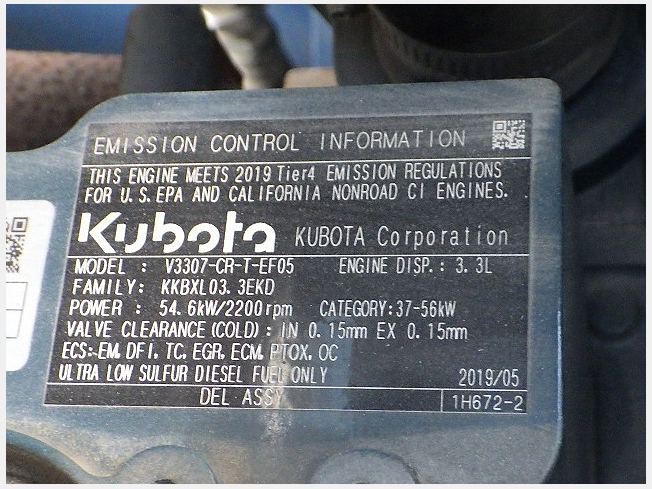 EMISSION CONTROL INFORMATION
THIS ENGINE MEETS 2019 Tier4 EMISSION REGULATIONS
FOR U.S.EPA AND CALIFORNIA NONROAD CI ENGINES.
Kubota KUBOTA Corporation
MODEL : V3307-CR-T-EF05 ENGINE DISP.: 3.3L
FAMILY: KKBXL03.3EKD
POWER : 54.6kW/2200rpm CATEGORY:37-56kW
VALVE CLEARANCE(COLD): IN 0.15mm EX 0.15mm
ECS:-EM, DFI, TC, EGR, ECM, PTOX, OC
ULTRA LOW SULFUR DIESEL FUEL ONLY 2019/05
DEL ASSY 1H672-2